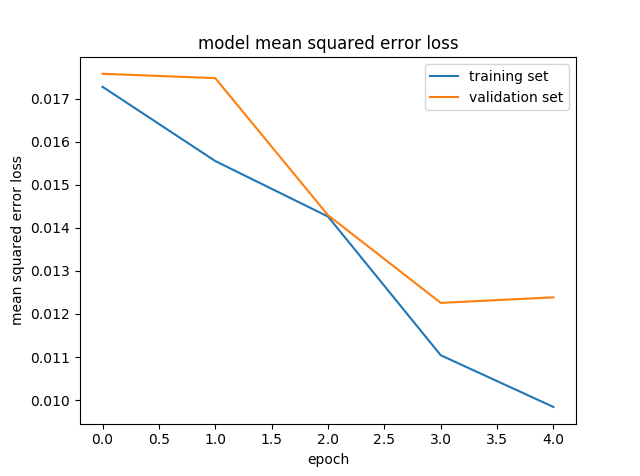 model mean squared error loss
training set
validation set
mean squared error loss
0.017
0.016
0.015
0.014
0.013
0.012
0.011
0.010
0.0 0.5 1.0 1.5 2.0 2.5 3.0 3.5 4.0
epoch